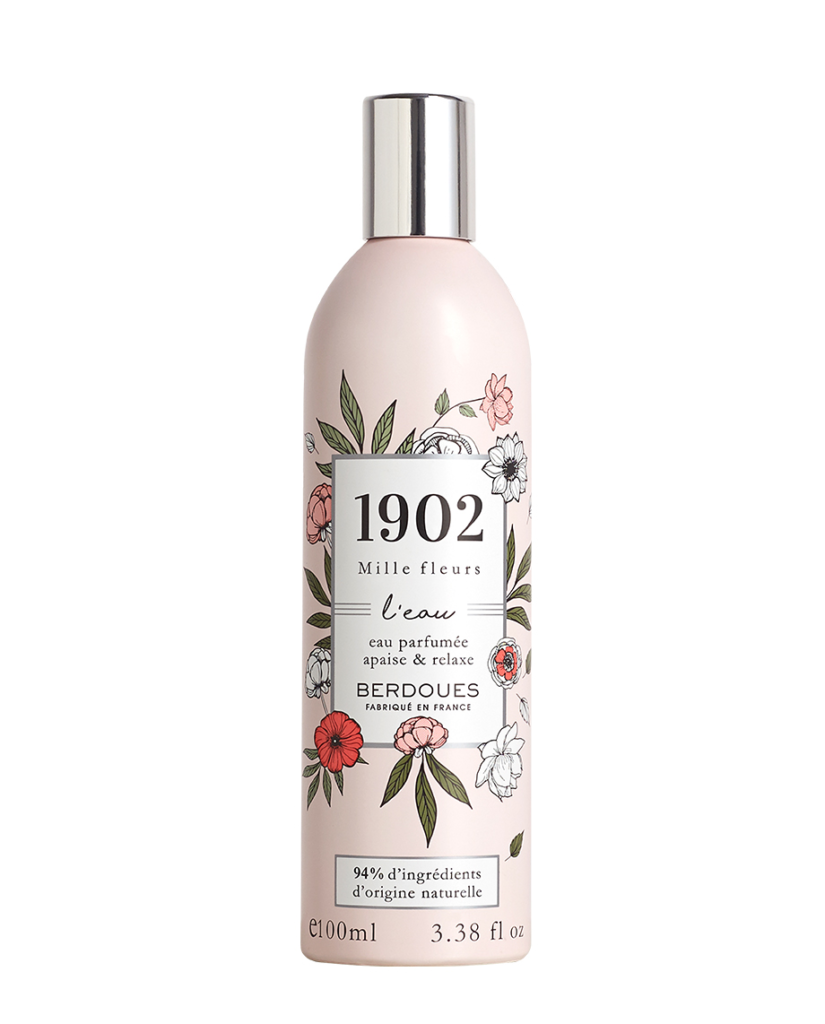 1902
Mille fleurs
l'eau
eau parfumée
apaise & relaxe
BERDOUES
FABRIQUÉ EN FRANCE
94% d'ingrédients
d'origine naturelle
e100ml 3.38 fl oz